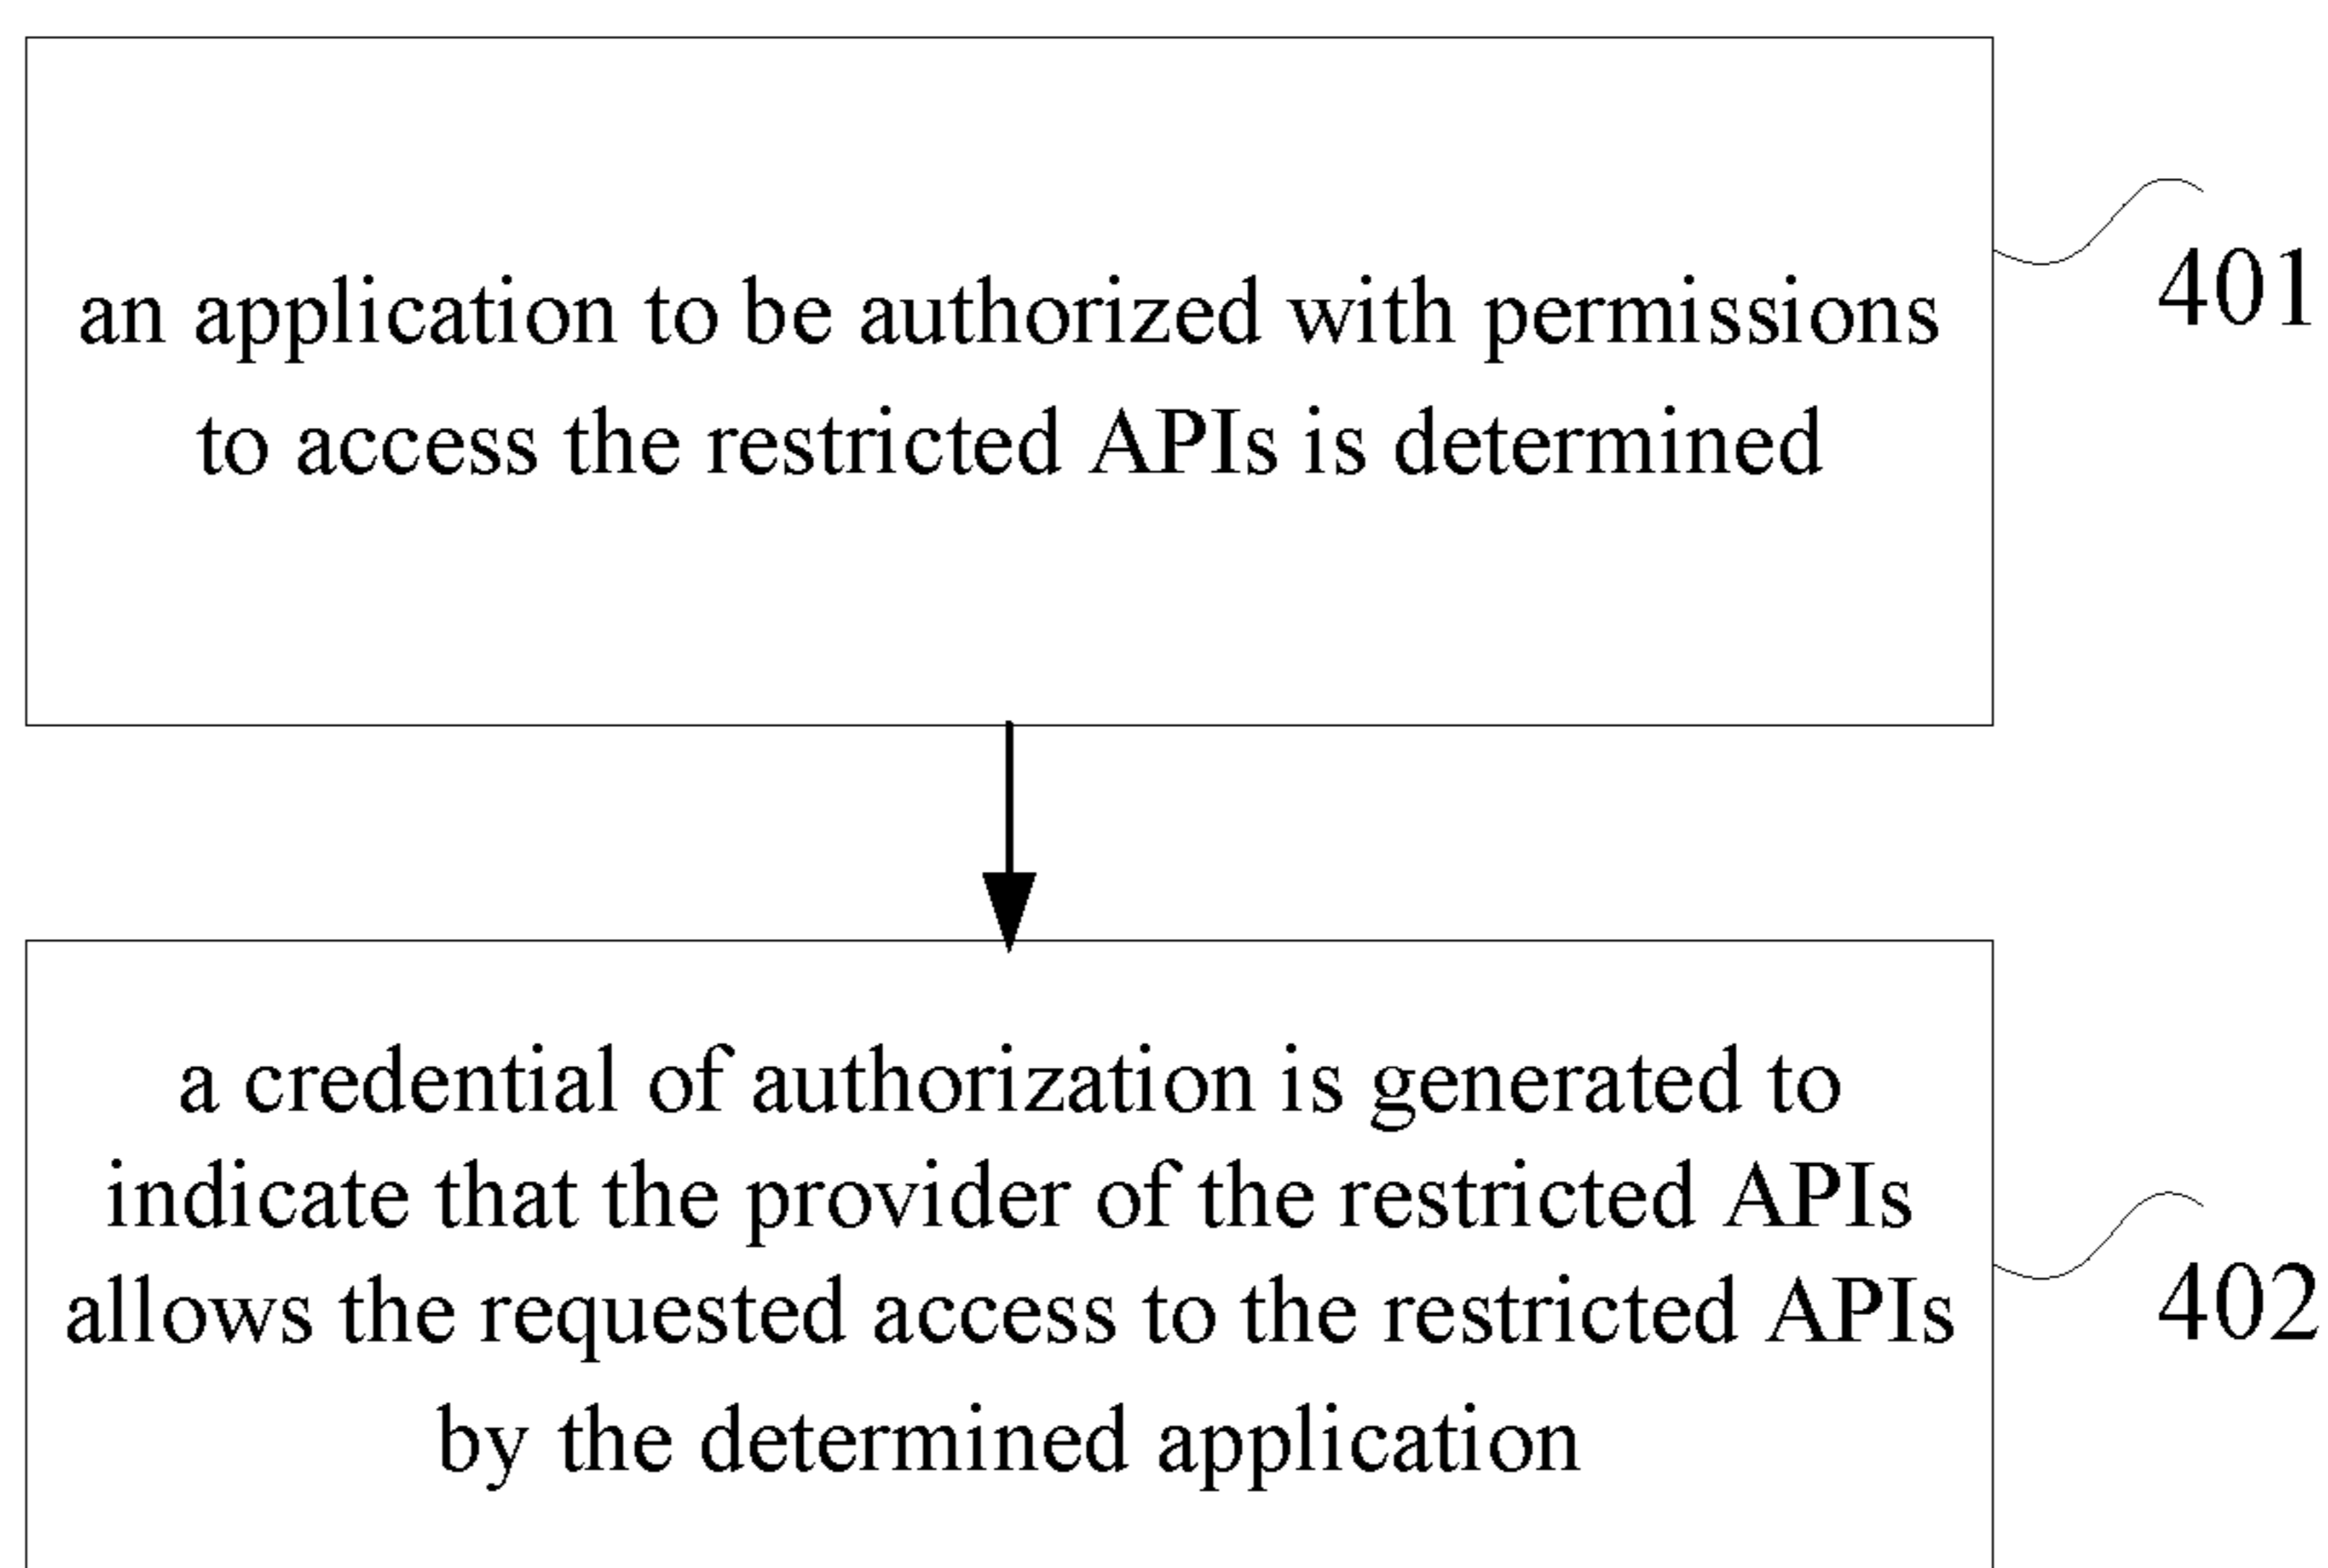 an application to be authorized with permissions
to access the restricted APIs is determined
401
a credential of authorization is generated to
indicate that the provider of the restricted APIs
allows the requested access to the restricted APIs
by the determined application
402